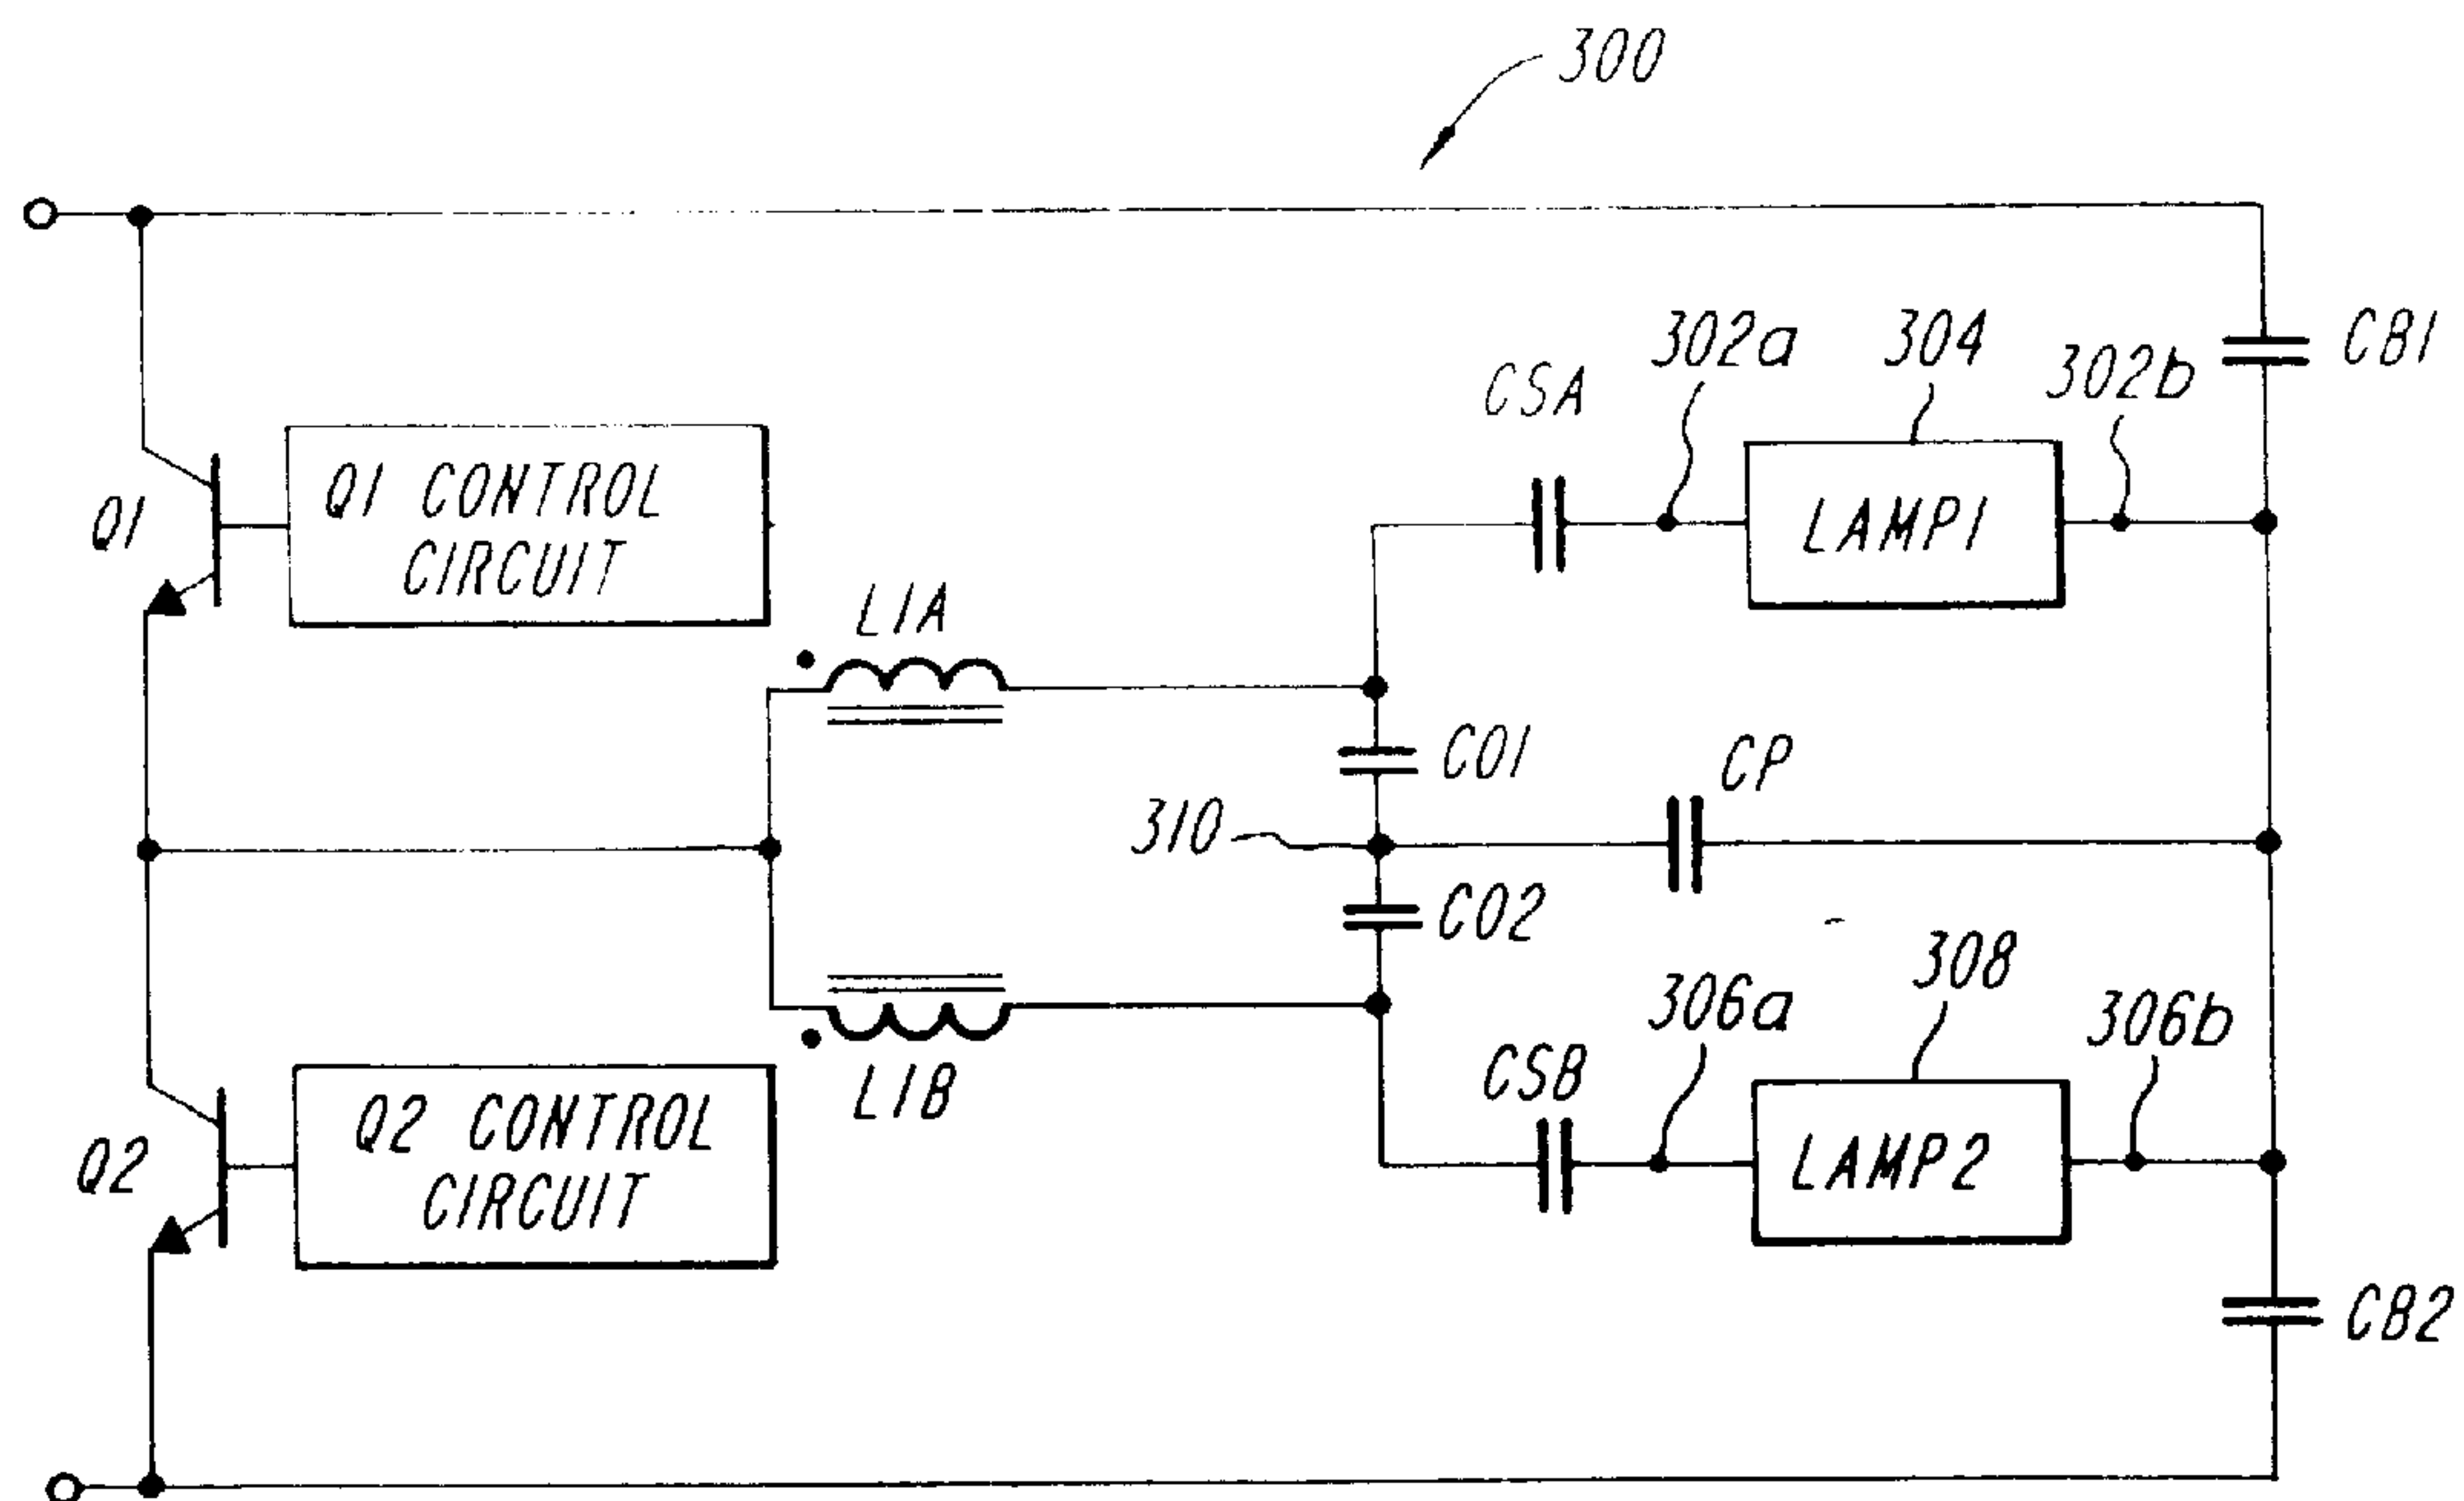 300
CB1
302a
304
302b
CSA
Q1
Q1 CONTROL
CIRCUIT
LAMP1
L1A
C01
CP
310
C02
308
306a
306b
L1B
CSB
Q2
Q2 CONTROL
CIRCUIT
LAMP2
CB2